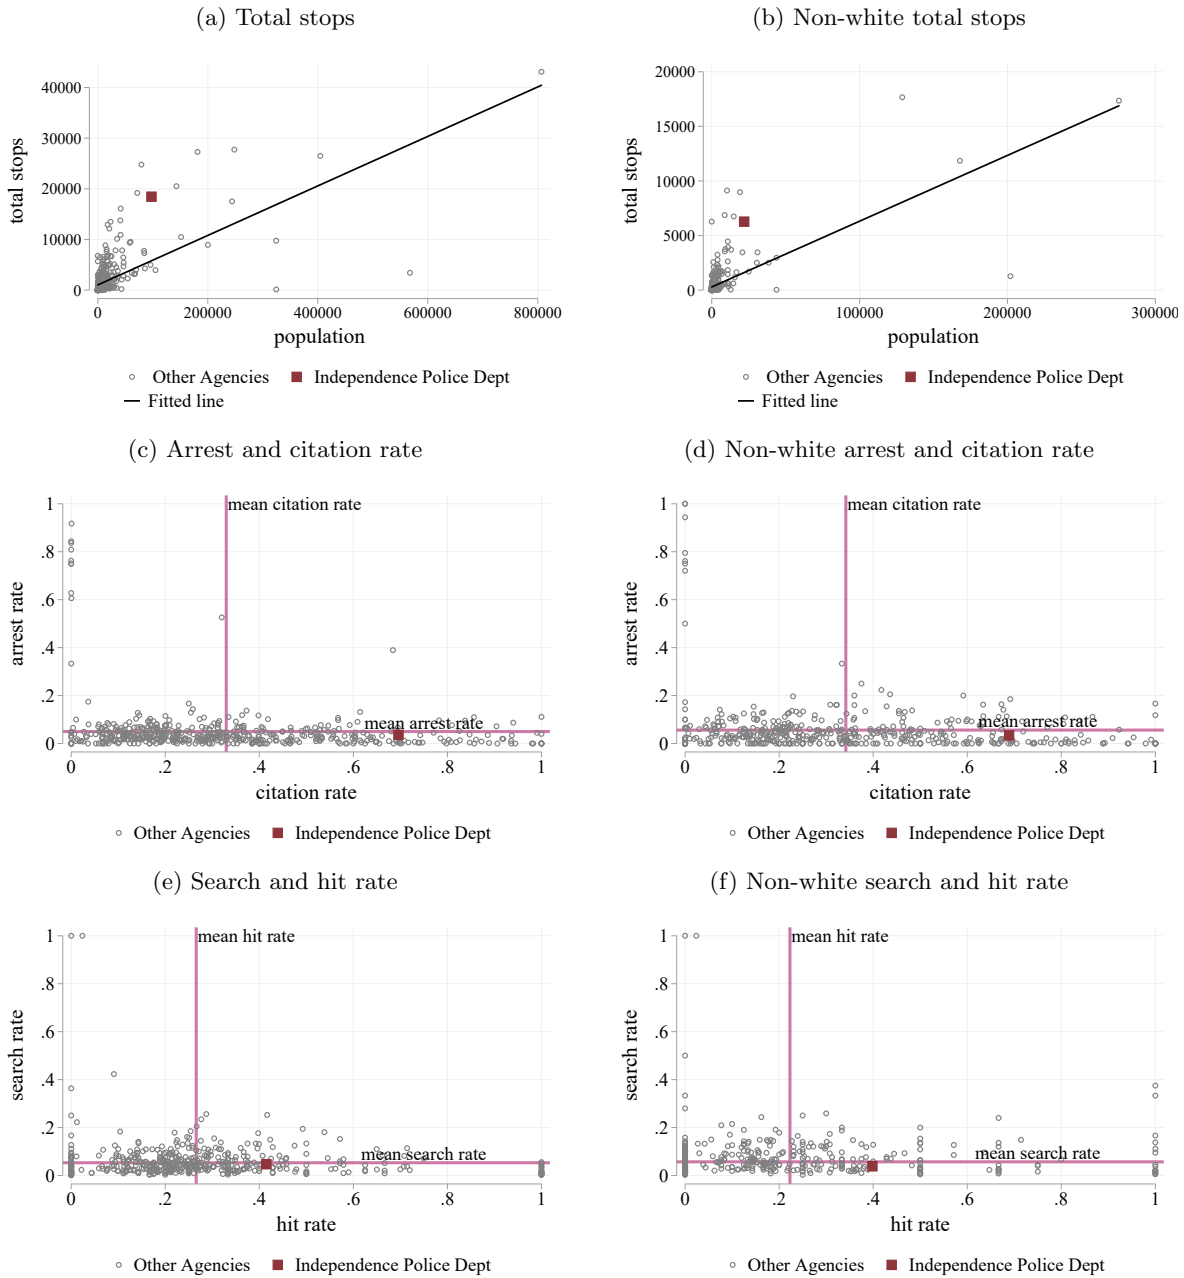 (a) Total stops
(b) Non-white total stops
total stops
40000
30000
20000
10000
0
0
200000
400000
600000
800000
population
Other Agencies
Independence Police Dept
Fitted line
total stops
20000
15000
10000
5000
0
0
100000
200000
300000
population
Other Agencies
Independence Police Dept
Fitted line
(c) Arrest and citation rate
(d) Non-white arrest and citation rate
arrest rate
1
.8
.6
.4
.2
0
mean citation rate
mean arrest rate
0
.2
.4
.6
.8
1
citation rate
Other Agencies
Independence Police Dept
arrest rate
1
.8
.6
.4
.2
0
mean citation rate
mean arrest rate
0
.2
.4
.6
.8
1
citation rate
Other Agencies
Independence Police Dept
(e) Search and hit rate
(f) Non-white search and hit rate
search rate
1
.8
.6
.4
.2
0
mean hit rate
mean search rate
0
.2
.4
.6
.8
1
hit rate
Other Agencies
Independence Police Dept
search rate
1
.8
.6
.4
.2
0
mean hit rate
mean search rate
0
.2
.4
.6
.8
1
hit rate
Other Agencies
Independence Police Dept